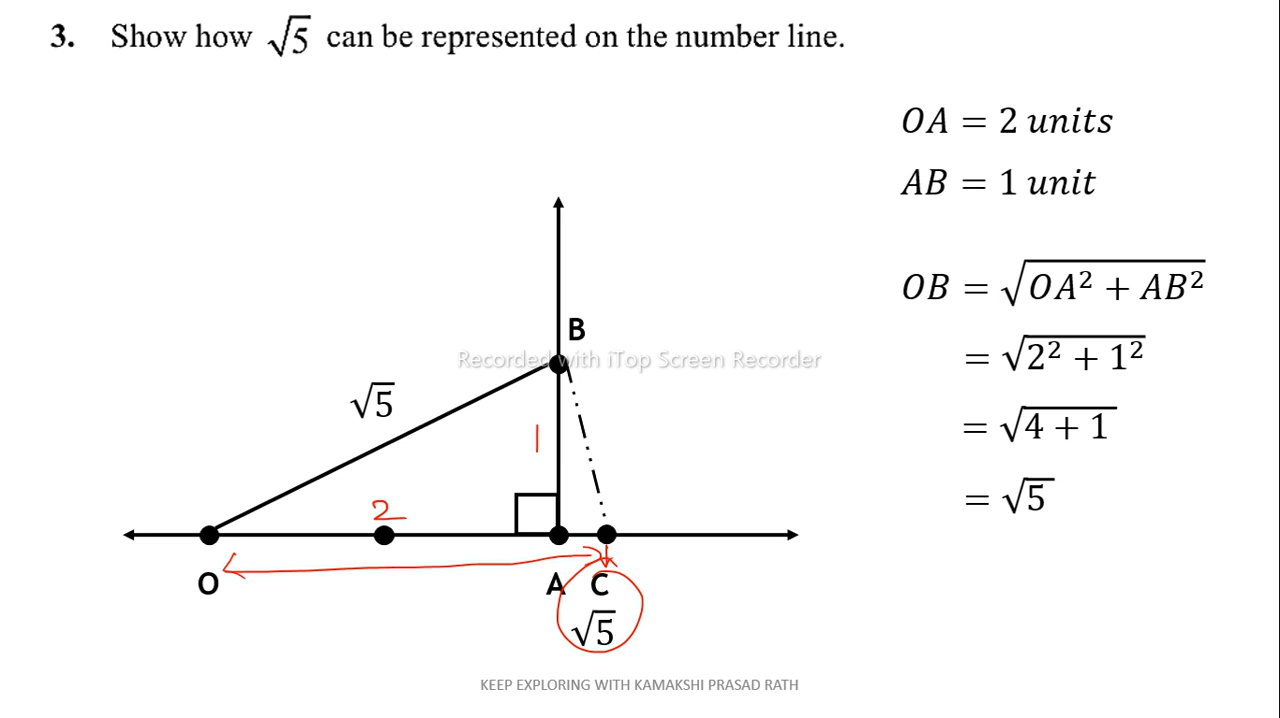 3. Show how √5 can be represented on the number line.
OA = 2 units
AB = 1 unit
OB = √(OA² + AB²)
= √(2² + 1²)
= √(4 + 1)
= √5
B
Recorded with iTop Screen Recorder
√5
1
2
O A C
√5
KEEP EXPLORING WITH KAMAKSHI PRASAD RATH